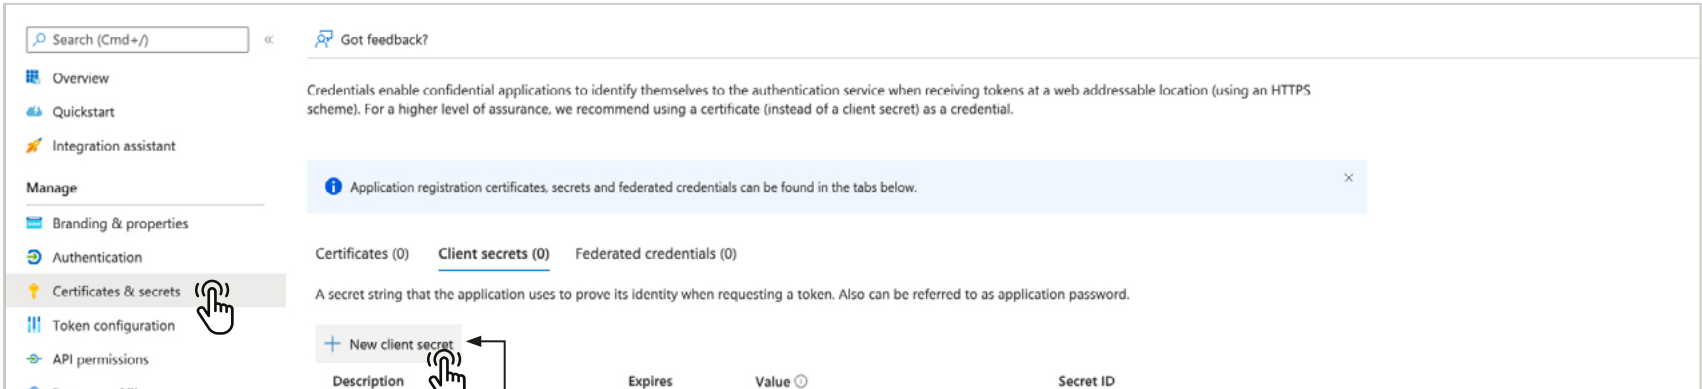 Search (Cmd+/)
«
Got feedback?
Overview
Quickstart
Integration assistant
Manage
Branding & properties
Authentication
Certificates & secrets
Token configuration
API permissions
Credentials enable confidential applications to identify themselves to the authentication service when receiving tokens at a web addressable location (using an HTTPS
scheme). For a higher level of assurance, we recommend using a certificate (instead of a client secret) as a credential.
Application registration certificates, secrets and federated credentials can be found in the tabs below.
Certificates (0) Client secrets (0) Federated credentials (0)
A secret string that the application uses to prove its identity when requesting a token. Also can be referred to as application password.
New client secret
Description Expires Value Secret ID